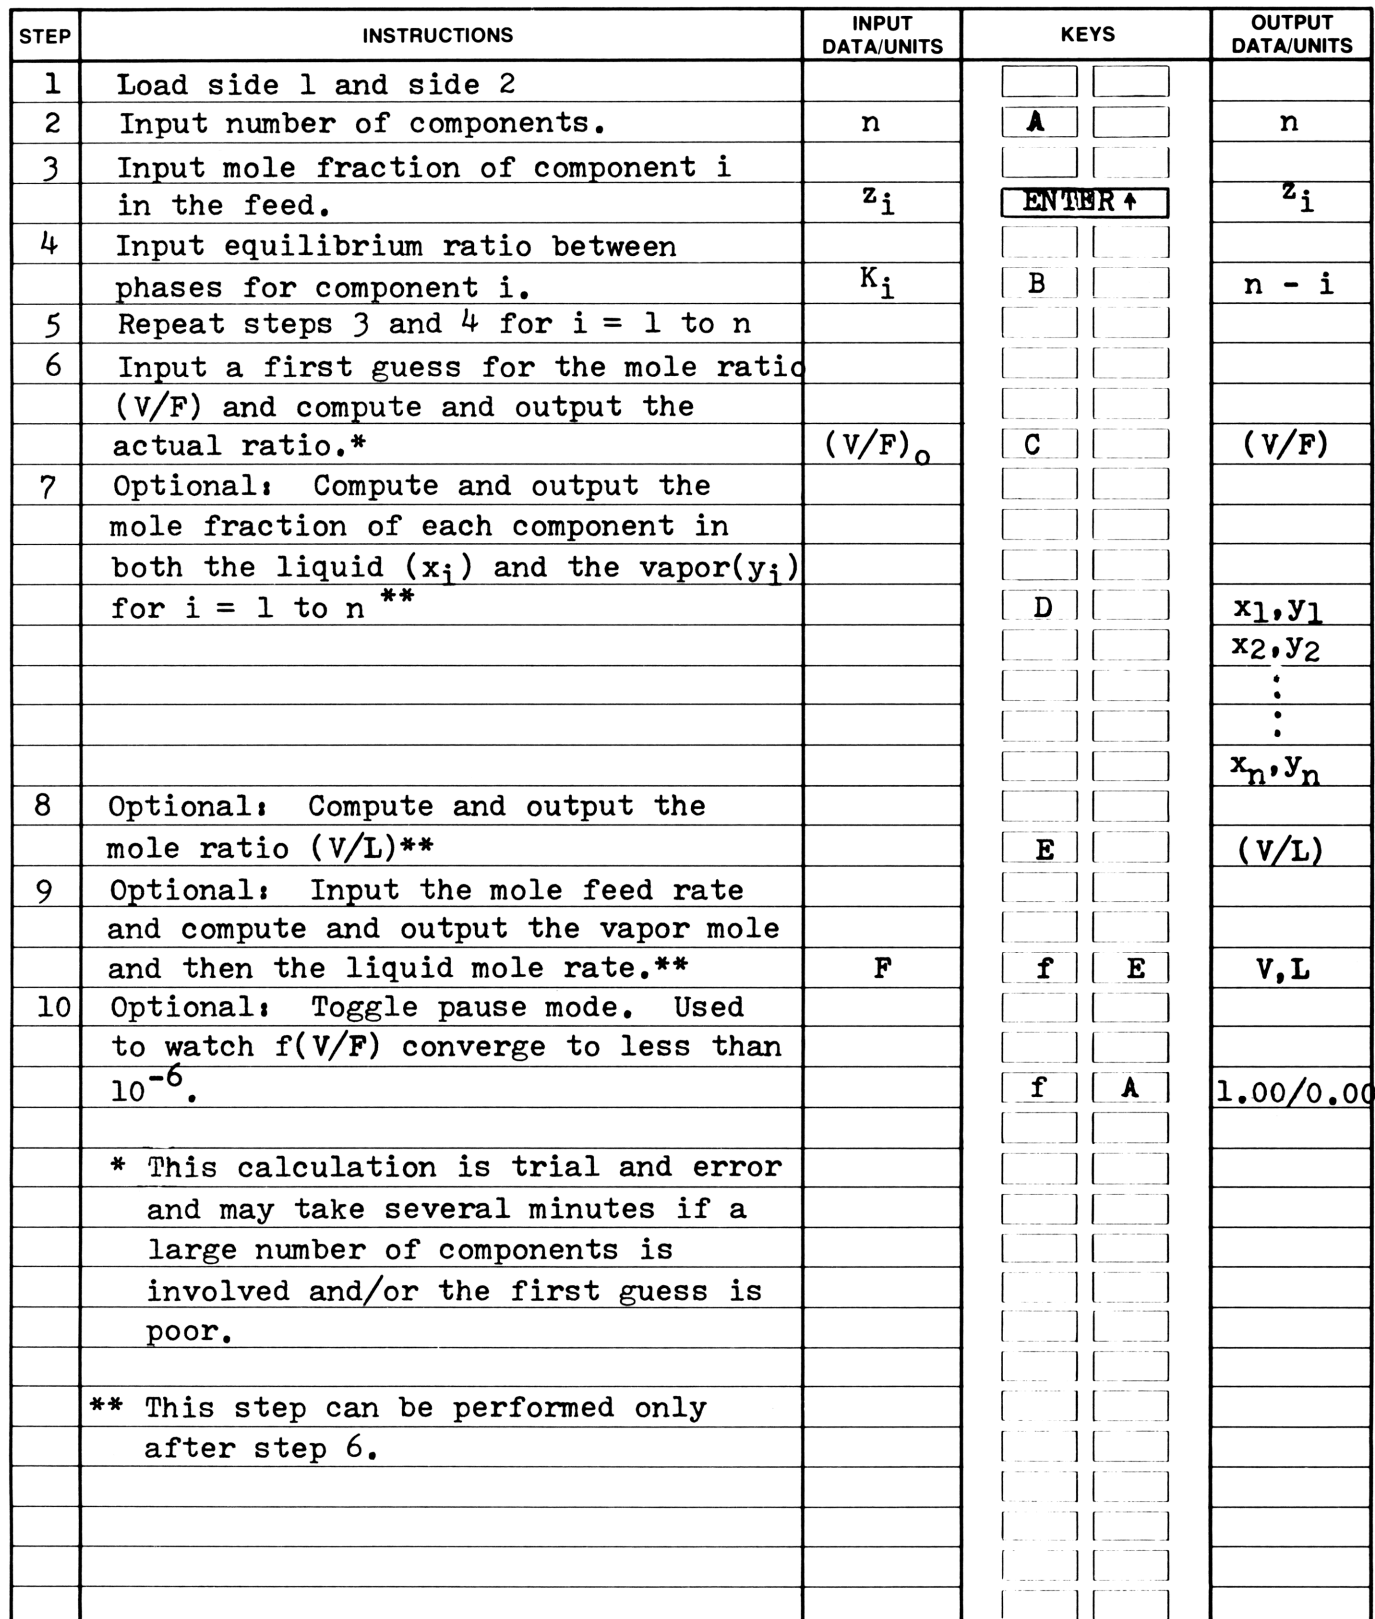 STEP INSTRUCTIONS INPUT DATA/UNITS KEYS OUTPUT DATA/UNITS
1 Load side 1 and side 2
2 Input number of components. n A n
3 Input mole fraction of component i
in the feed. zi ENTER↑ zi
4 Input equilibrium ratio between
phases for component i. Ki B n - i
5 Repeat steps 3 and 4 for i = 1 to n
6 Input a first guess for the mole ratio
(V/F) and compute and output the
actual ratio.* (V/F)o C (V/F)
7 Optional: Compute and output the
mole fraction of each component in
both the liquid (xi) and the vapor(yi)
for i = 1 to n ** D x1,y1
x2,y2
:
:
xn,yn
8 Optional: Compute and output the
mole ratio (V/L)** E (V/L)
9 Optional: Input the mole feed rate
and compute and output the vapor mole
and then the liquid mole rate.** F f E V,L
10 Optional: Toggle pause mode. Used
to watch f(V/F) converge to less than
10-6. f A 1.00/0.00
* This calculation is trial and error
and may take several minutes if a
large number of components is
involved and/or the first guess is
poor.
** This step can be performed only
after step 6.